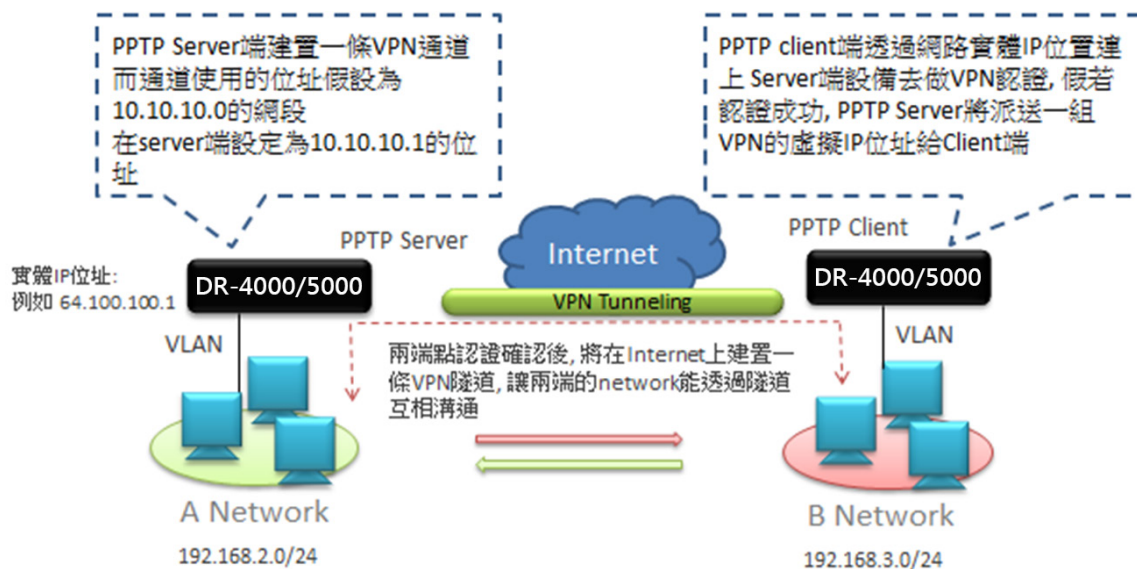 PPTP Server端建置一條VPN通道
而通道使用的位址假設為
10.10.10.0的網段
在server端設定為10.10.10.1的位
址
PPTP client端透過網路實體IP位置連
上 Server端設備去做VPN認證, 假若
認證成功, PPTP Server將派送一組
VPN的虛擬IP位址給Client端
PPTP Server
Internet
PPTP Client
實體IP位址:
例如 64.100.100.1
DR-4000/5000
DR-4000/5000
VPN Tunneling
VLAN
VLAN
兩端點認證確認後, 將在Internet上建置一
條VPN隧道, 讓兩端的network能透過隧道
互相溝通
A Network
192.168.2.0/24
B Network
192.168.3.0/24